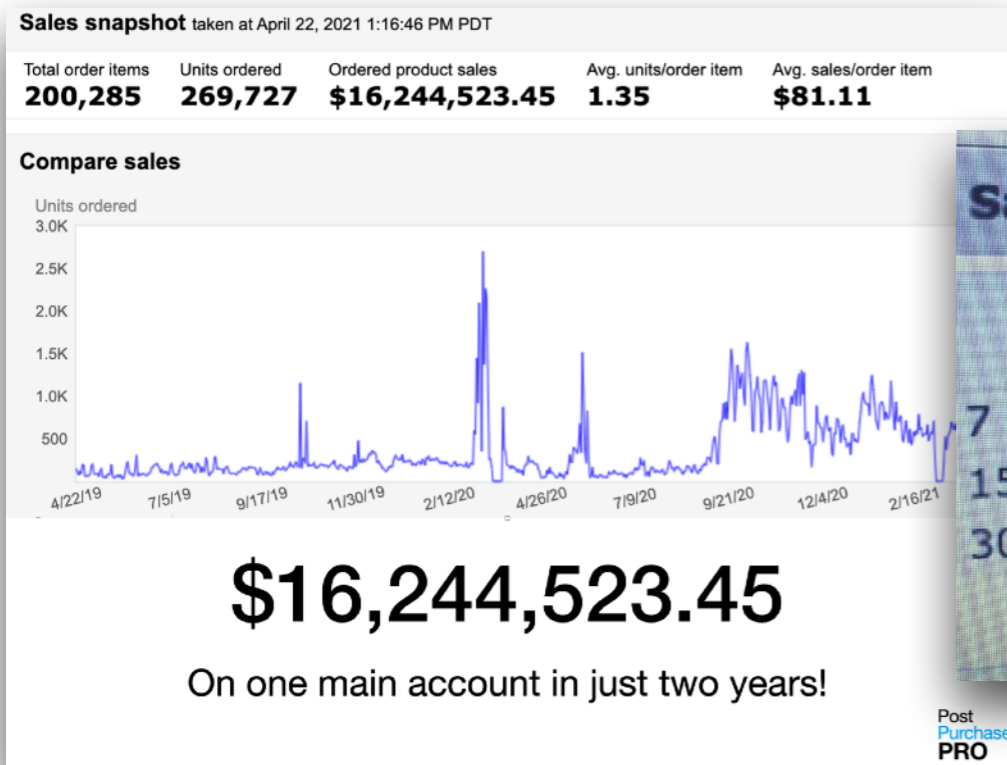 Sales snapshot taken at April 22, 2021 1:16:46 PM PDT
Total order items Units ordered Ordered product sales Avg. units/order item Avg. sales/order item
200,285 269,727 $16,244,523.45 1.35 $81.11
Compare sales
Units ordered
3.0K
2.5K
2.0K
1.5K
1.0K
500
4/22/19 7/5/19 9/17/19 11/30/19 2/12/20 4/26/20 7/9/20 9/21/20 12/4/20 2/16/21
7
15
30
$16,244,523.45
On one main account in just two years!
Post
Purchase
PRO